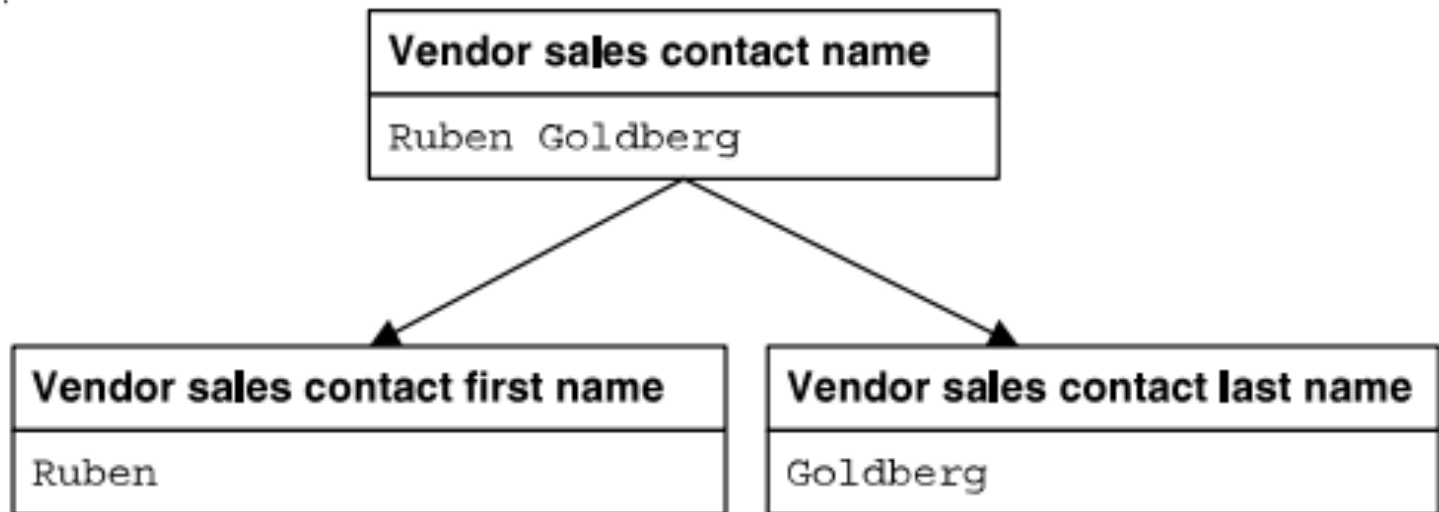 Vendor sales contact name
Ruben Goldberg
Vendor sales contact first name
Vendor sales contact last name
Ruben
Goldberg